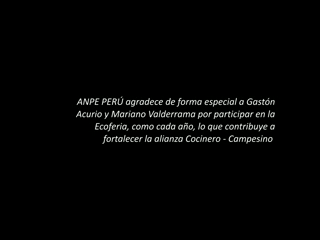 ANPE PERÚ agradece de forma especial a Gastón
Acurio y Mariano Valderrama por participar en la
Ecoferia, como cada año, lo que contribuye a
fortalecer la alianza Cocinero - Campesino